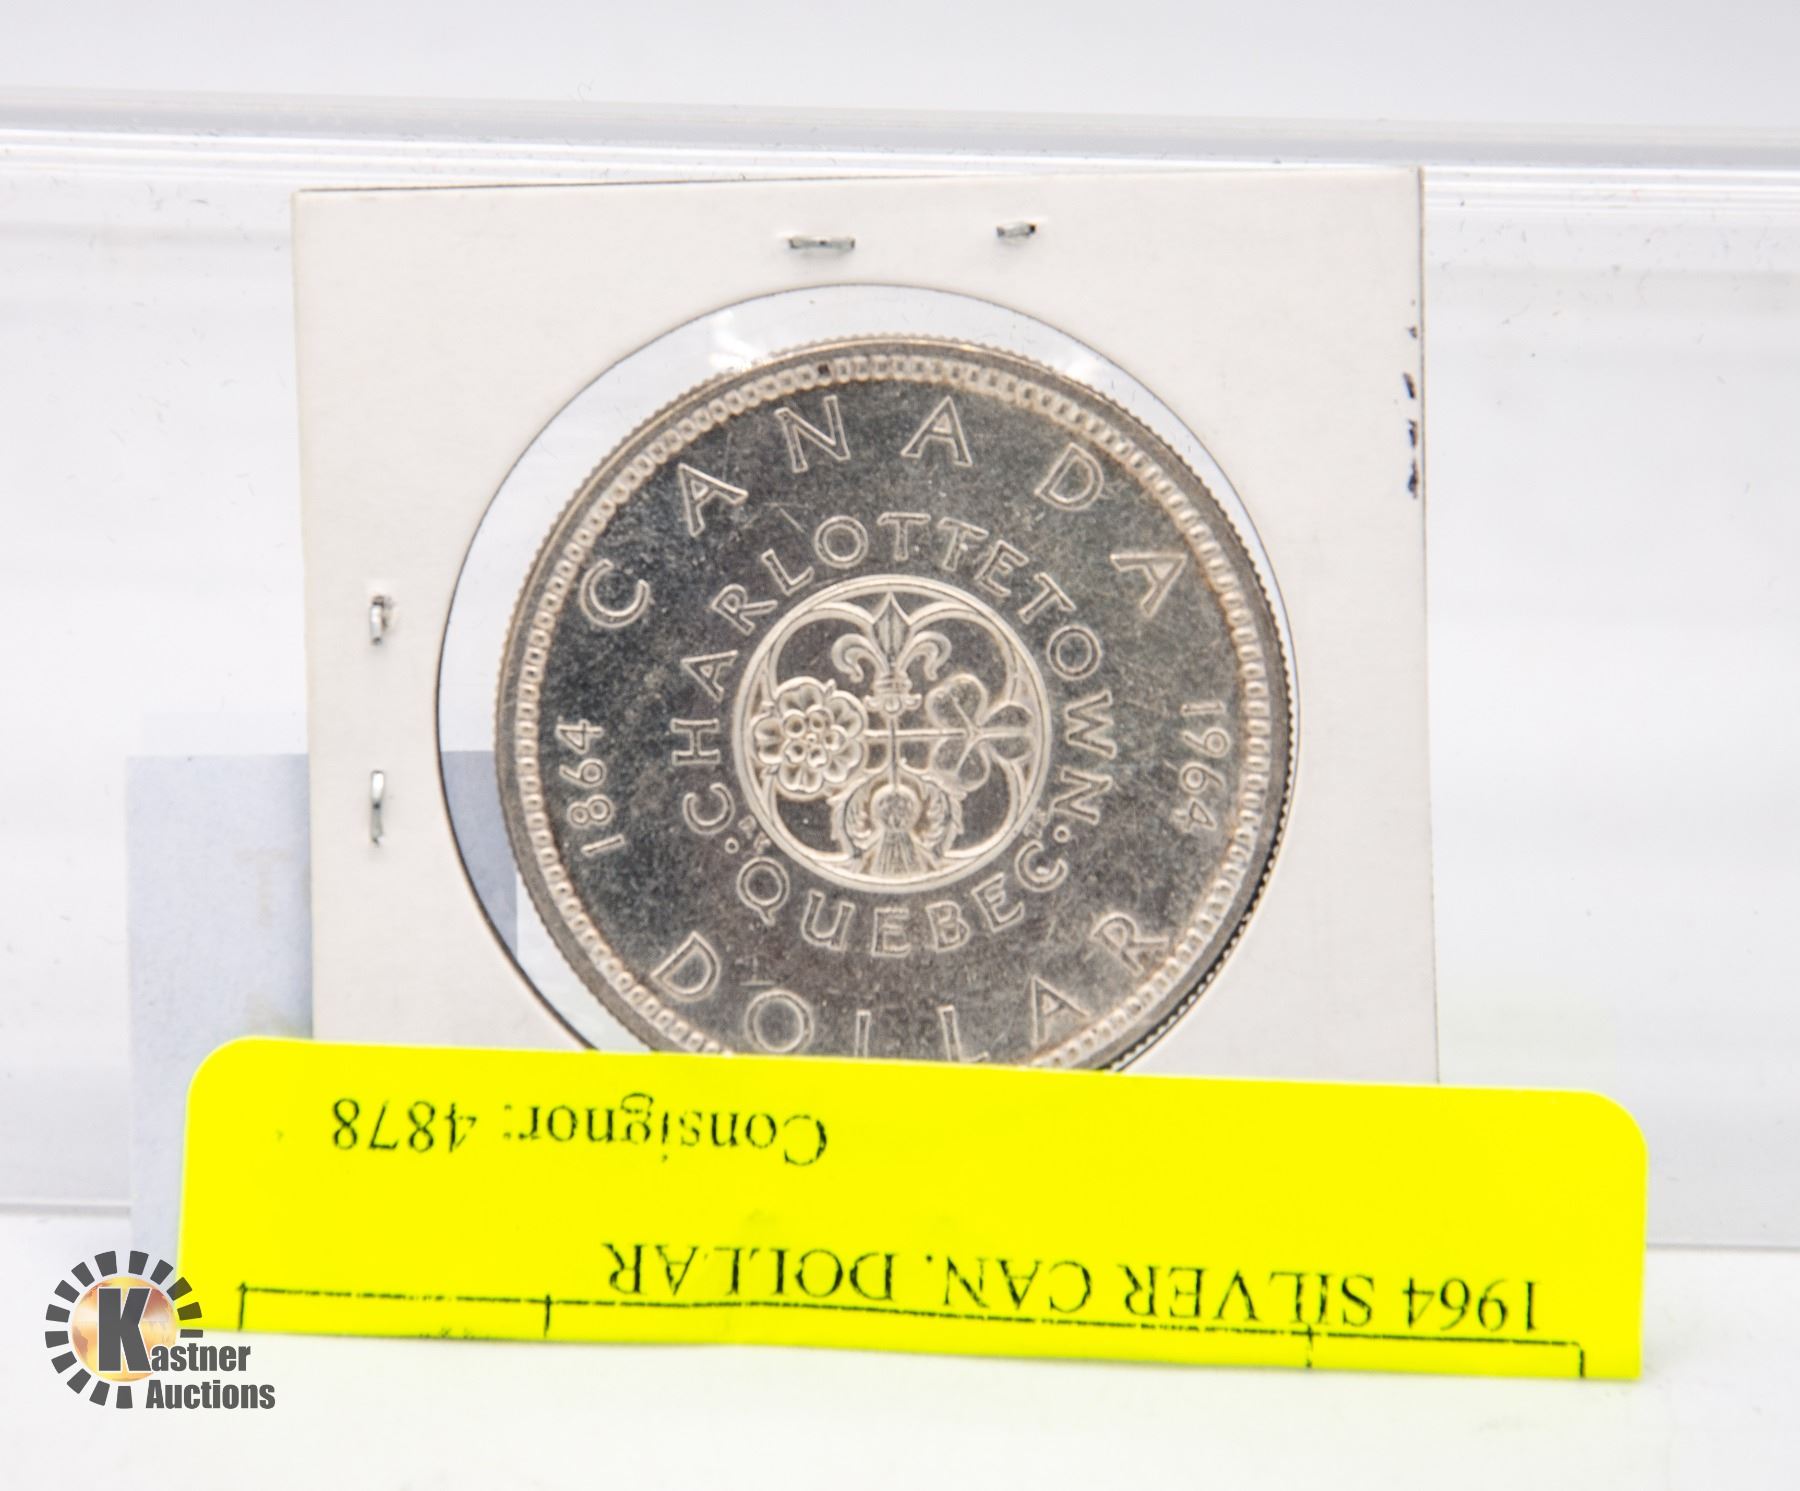 CANADA
CHARLOTTETOWN
1864
1964
.QUEBEC.
DOLLAR
Consignor: 4878
1964 SILVER CAN. DOLLAR
Kastner
Auctions